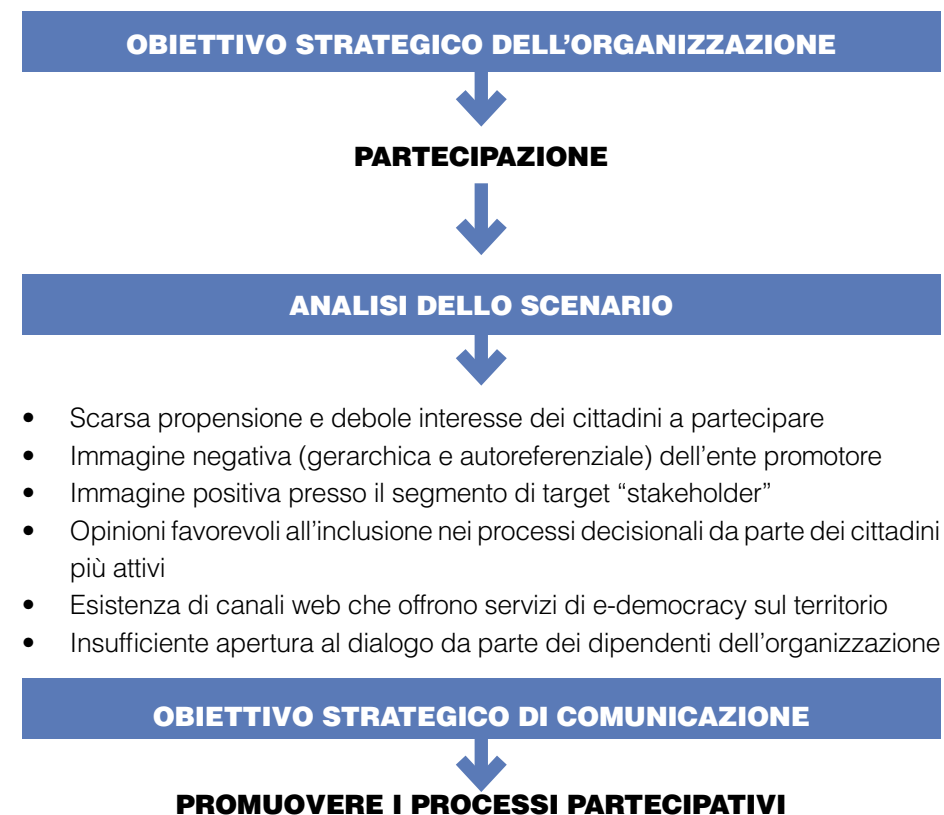 OBIETTIVO STRATEGICO DELL’ORGANIZZAZIONE
PARTECIPAZIONE
ANALISI DELLO SCENARIO
• Scarsa propensione e debole interesse dei cittadini a partecipare
• Immagine negativa (gerarchica e autoreferenziale) dell’ente promotore
• Immagine positiva presso il segmento di target “stakeholder”
• Opinioni favorevoli all’inclusione nei processi decisionali da parte dei cittadini
più attivi
• Esistenza di canali web che offrono servizi di e-democracy sul territorio
• Insufficiente apertura al dialogo da parte dei dipendenti dell’organizzazione
OBIETTIVO STRATEGICO DI COMUNICAZIONE
PROMUOVERE I PROCESSI PARTECIPATIVI